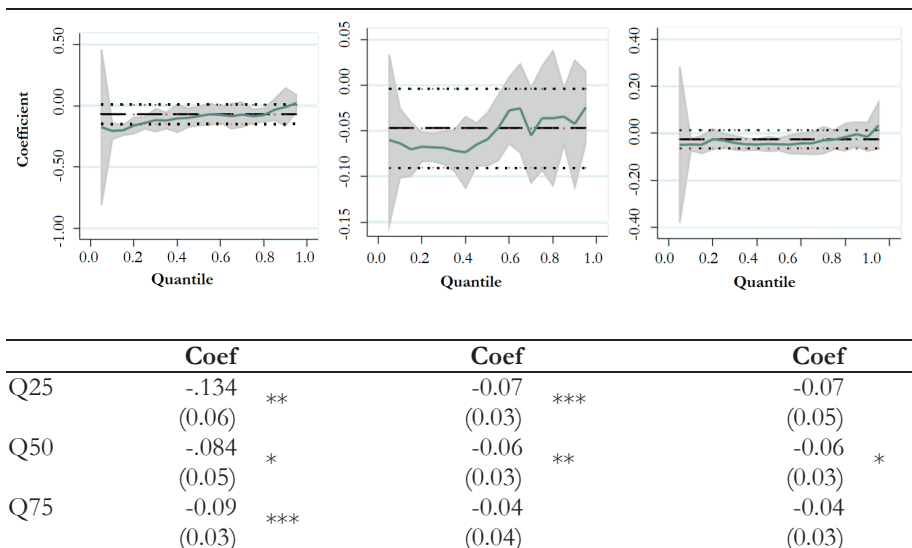 Coefficient
0.50
0.00
-0.50
-1.00
0.0 0.2 0.4 0.6 0.8 1.0
Quantile
0.05
0.00
-0.05
-0.10
-0.15
0.0 0.2 0.4 0.6 0.8 1.0
Quantile
0.40
0.20
0.00
-0.20
-0.40
0.0 0.2 0.4 0.6 0.8 1.0
Quantile
Coef Coef Coef
Q25 -.134 ** -0.07 *** -0.07
(0.06) (0.03) (0.05)
Q50 -.084 * -0.06 ** -0.06 *
(0.05) (0.03) (0.03)
Q75 -0.09 *** -0.04 -0.04
(0.03) (0.04) (0.03)